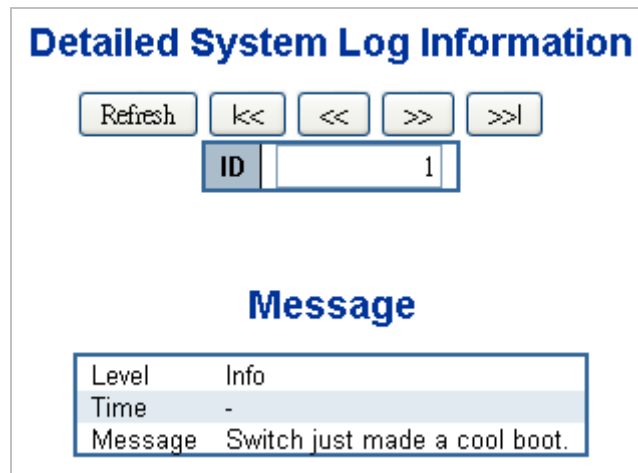 Detailed System Log Information
Refresh |<< << >> >>|
ID 1
Message
Level Info
Time -
Message Switch just made a cool boot.